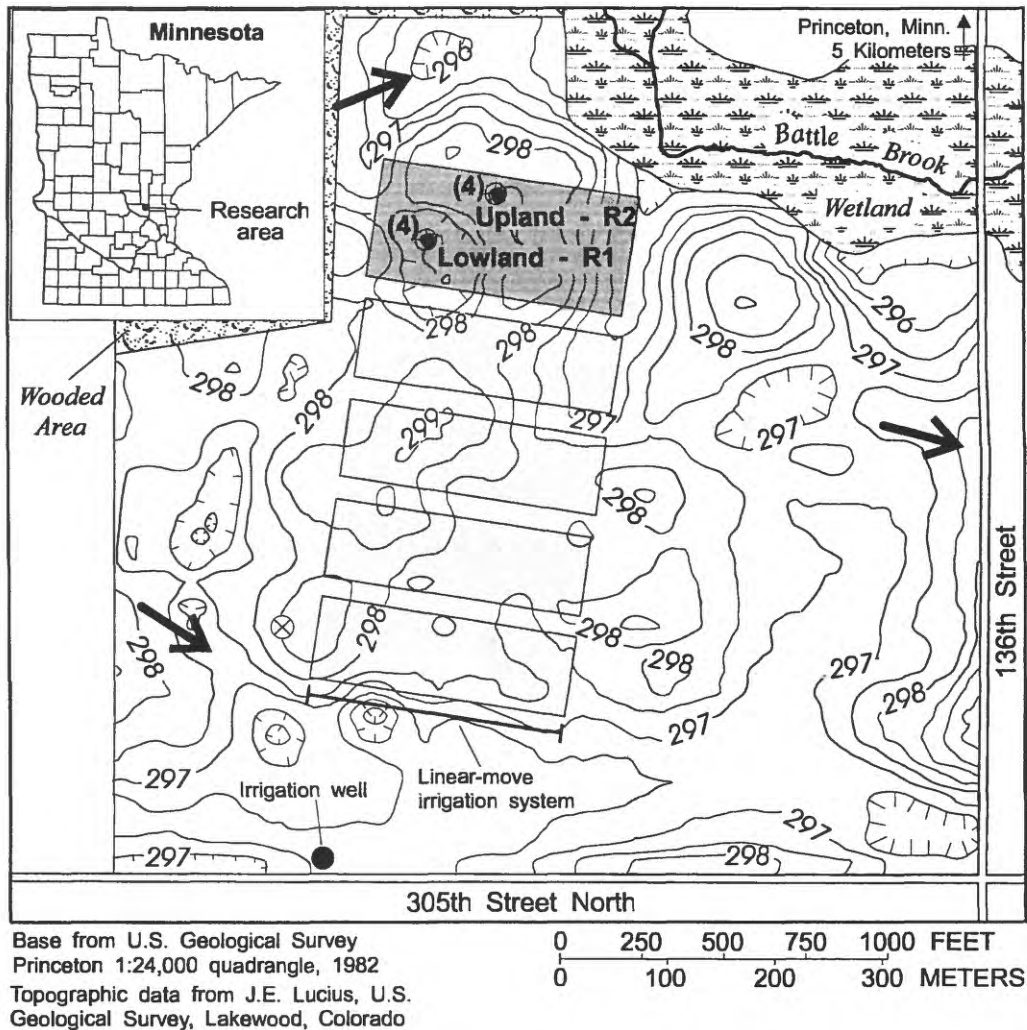 Minnesota
Research
area
Princeton, Minn.
5 Kilometers
296
297
298
Battle
Brook
Wetland
(4)
Upland - R2
(4)
Lowland - R1
298
298
298
296
297
Wooded
Area
298
298
299
297
297
298
136th Street
298
298
298
298
297
298
297
297
Irrigation well
Linear-move
irrigation system
297
297
298
305th Street North
Base from U.S. Geological Survey
Princeton 1:24,000 quadrangle, 1982
Topographic data from J.E. Lucius, U.S.
Geological Survey, Lakewood, Colorado
0 250 500 750 1000 FEET
0 100 200 300 METERS